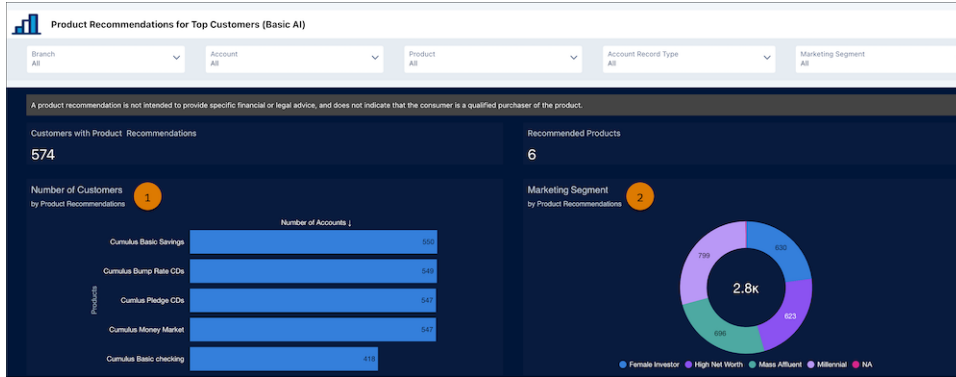 Product Recommendations for Top Customers (Basic AI)
Branch
All
Account
All
Product
All
Account Record Type
All
Marketing Segment
All
A product recommendation is not intended to provide specific financial or legal advice, and does not indicate that the consumer is a qualified purchaser of the product.
Customers with Product Recommendations
574
Recommended Products
6
Number of Customers
by Product Recommendations
1
Number of Accounts ↓
Products
Cumulus Basic Savings
550
Cumulus Bump Rate CDs
549
Cumlus Pledge CDs
547
Cumulus Money Market
547
Cumulus Basic checking
418
Marketing Segment
by Product Recommendations
2
799
630
2.8K
623
696
Female Investor High Net Worth Mass Affluent Millennial NA